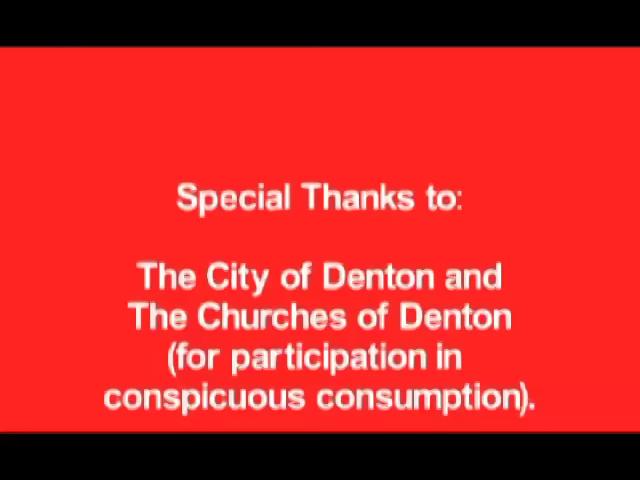 Special Thanks to:
The City of Denton and
The Churches of Denton
(for participation in
conspicuous consumption).